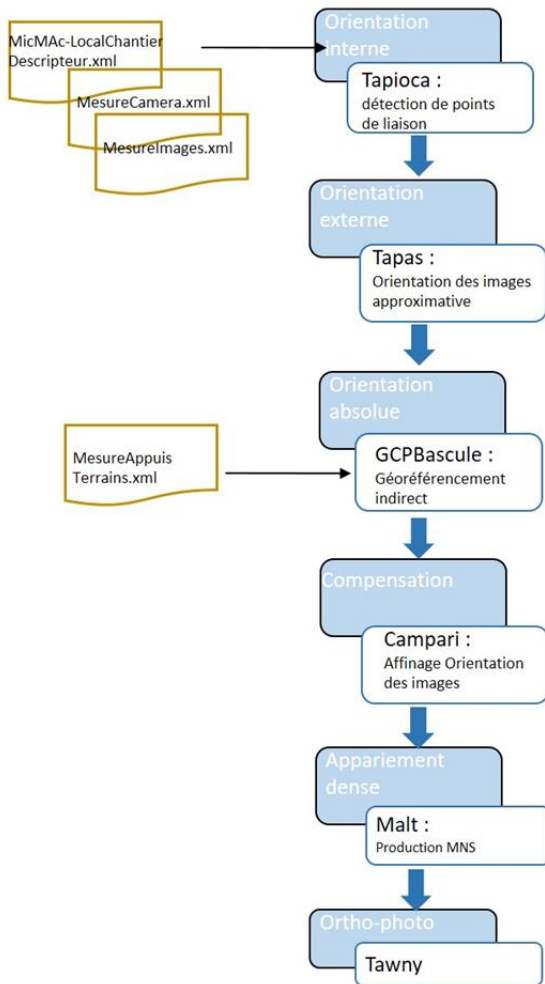 MicMAc-LocalChantier
Descripteur.xml
MesureCamera.xml
MesureImages.xml
Orientation
interne
Tapioca :
détection de points
de liaison
Orientation
externe
Tapas :
Orientation des images
approximative
Orientation
absolue
MesureAppuis
Terrains.xml
GCPBascule :
Géoréférencement
indirect
Compensation
Campari :
Affinage Orientation
des images
Appariement
dense
Malt :
Production MNS
Ortho-photo
Tawny